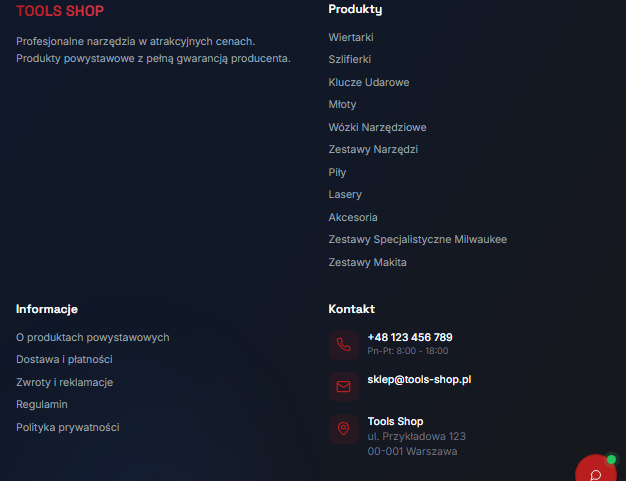 TOOLS SHOP
Profesjonalne narzędzia w atrakcyjnych cenach.
Produkty powystawowe z pełną gwarancją producenta.
Produkty
Wiertarki
Szlifierki
Klucze Udarowe
Młoty
Wózki Narzędziowe
Zestawy Narzędzi
Piły
Lasery
Akcesoria
Zestawy Specjalistyczne Milwaukee
Zestawy Makita
Informacje
O produktach powystawowych
Dostawa i płatności
Zwroty i reklamacje
Regulamin
Polityka prywatności
Kontakt
+48 123 456 789
Pn-Pt: 8:00 - 18:00
sklep@tools-shop.pl
Tools Shop
ul. Przykładowa 123
00-001 Warszawa